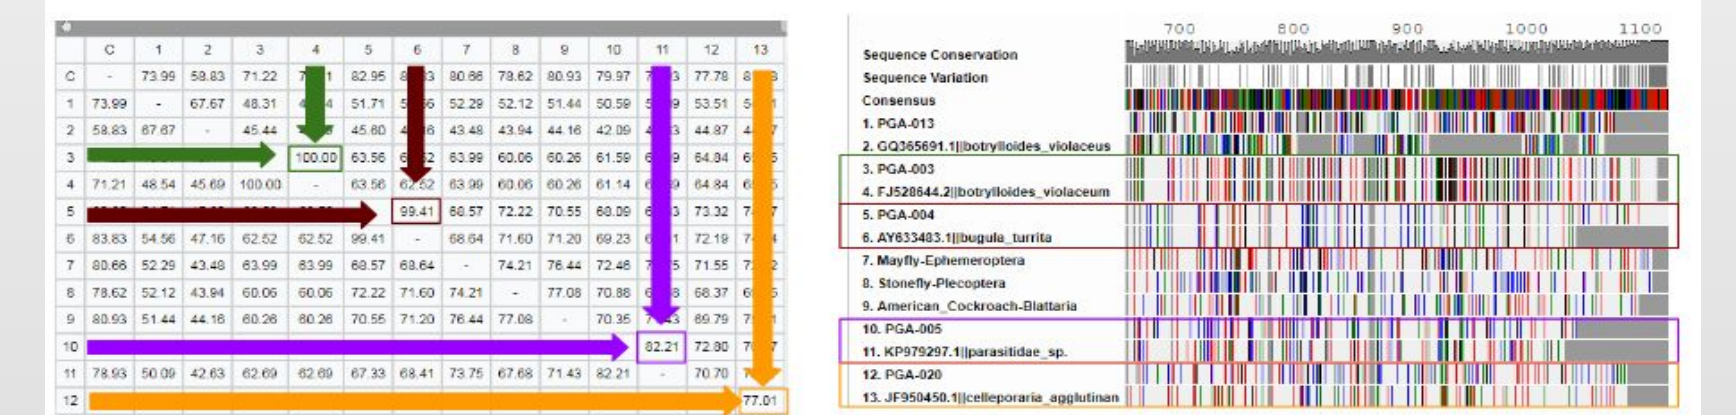 C 1 2 3 4 5 6 7 8 9 10 11 12 13
C - 73.99 58.83 71.22 82.95 80.66 78.62 80.93 79.97 77.78
1 73.99 - 67.67 48.31 51.71 52.29 52.12 51.44 50.59 53.51
2 58.83 67.67 - 45.44 45.60 43.48 43.94 44.16 42.09 44.87
3 100.00 63.56 63.99 60.06 60.26 61.59 64.84
4 71.21 48.54 45.69 100.00 - 63.56 62.52 63.99 60.06 60.26 61.14 64.84
5 99.41 68.57 72.22 70.55 68.09 73.32
6 83.83 54.56 47.16 62.52 62.52 99.41 - 68.64 71.60 71.20 69.23 72.19
7 80.66 52.29 43.48 63.99 63.99 68.57 68.64 - 74.21 76.44 72.46 71.55
8 78.62 52.12 43.94 60.06 60.06 72.22 71.60 74.21 - 77.08 70.88 68.37
9 80.93 51.44 44.16 60.26 60.26 70.55 71.20 76.44 77.08 - 70.35 69.79
10 82.21 72.80
11 78.93 50.09 42.63 62.69 62.69 67.33 68.41 73.75 67.68 71.43 82.21 - 70.70
12 77.01
700 800 900 1000 1100
Sequence Conservation
Sequence Variation
Consensus
1. PGA-013
2. GQ365691.1||botrylloides_violaceus
3. PGA-003
4. FJ528644.2||botrylloides_violaceum
5. PGA-004
6. AY633483.1||bugula_turrita
7. Mayfly-Ephemeroptera
8. Stonefly-Plecoptera
9. American_Cockroach-Blattaria
10. PGA-005
11. KP979297.1||parasitidae_sp.
12. PGA-020
13. JF950450.1||celleporaria_agglutinan